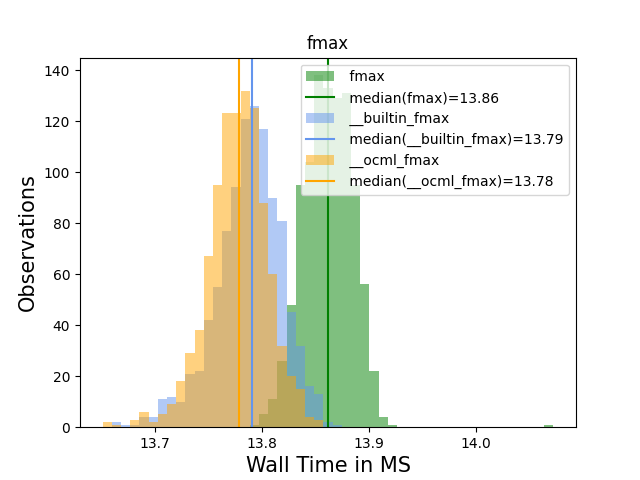 fmax
140
120
100
80
60
40
20
0
Observations
fmax
median(fmax)=13.86
__builtin_fmax
median(__builtin_fmax)=13.79
__ocml_fmax
median(__ocml_fmax)=13.78
13.7 13.8 13.9 14.0
Wall Time in MS